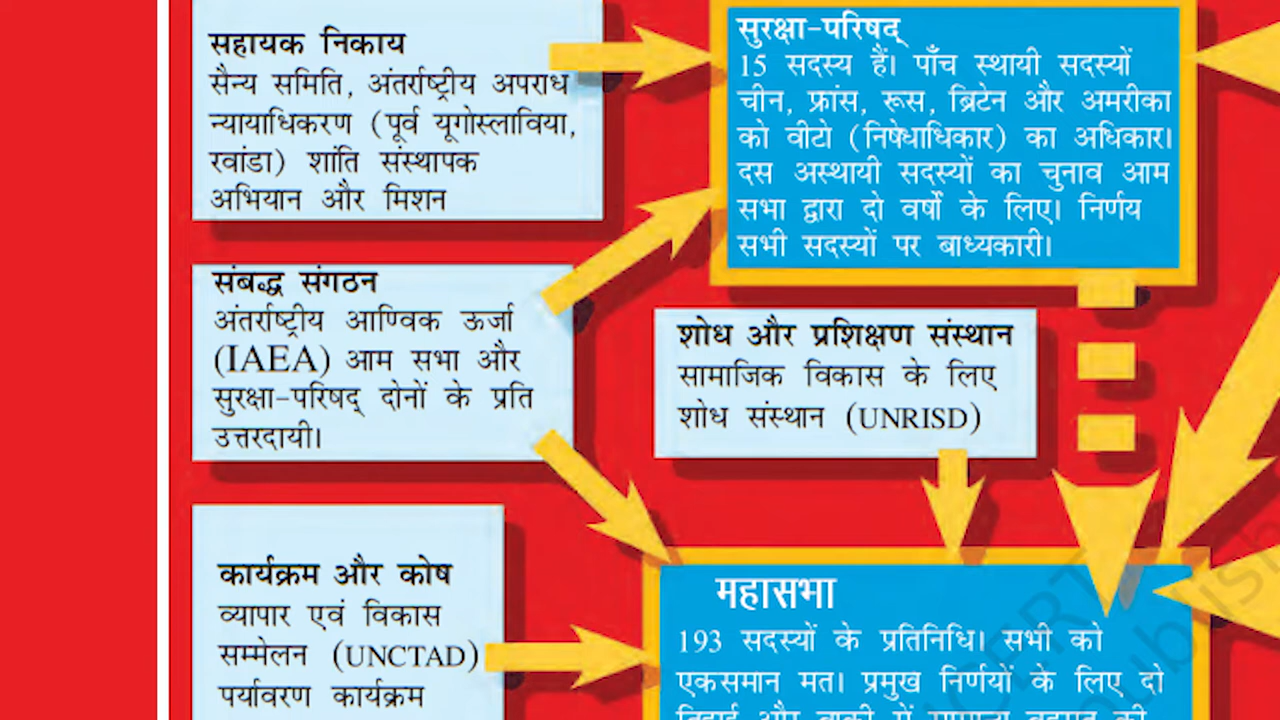 सहायक निकाय
सैन्य समिति, अंतर्राष्ट्रीय अपराध
न्यायाधिकरण (पूर्व यूगोस्लाविया,
रवांडा) शांति संस्थापक
अभियान और मिशन
सुरक्षा-परिषद्
15 सदस्य हैं। पाँच स्थायी सदस्यों
चीन, फ्रांस, रूस, ब्रिटेन और अमरीका
को वीटो (निषेधाधिकार) का अधिकार।
दस अस्थायी सदस्यों का चुनाव आम
सभा द्वारा दो वर्षों के लिए। निर्णय
सभी सदस्यों पर बाध्यकारी।
संबद्ध संगठन
अंतर्राष्ट्रीय आण्विक ऊर्जा
(IAEA) आम सभा और
सुरक्षा-परिषद् दोनों के प्रति
उत्तरदायी।
शोध और प्रशिक्षण संस्थान
सामाजिक विकास के लिए
शोध संस्थान (UNRISD)
कार्यक्रम और कोष
व्यापार एवं विकास
सम्मेलन (UNCTAD)
पर्यावरण कार्यक्रम
महासभा
193 सदस्यों के प्रतिनिधि। सभी को
एकसमान मत। प्रमुख निर्णयों के लिए दो